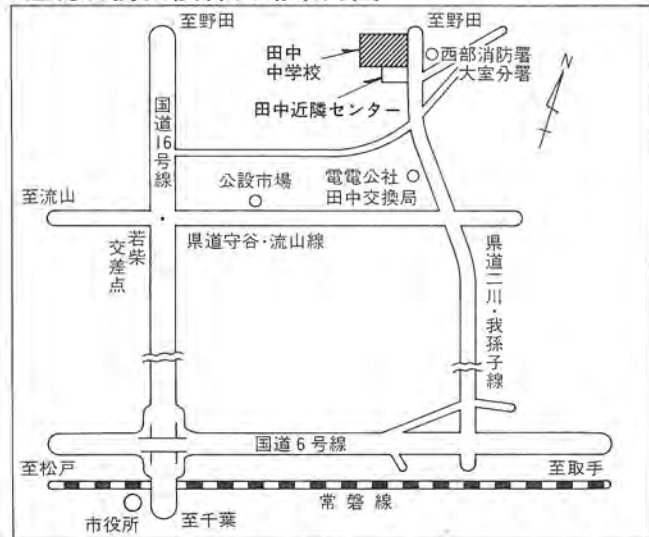 至野田
至野田
田中
中学校
西部消防署
大室分署
N
田中近隣センター
国道16号線
公設市場
電電公社
田中交換局
至流山
若柴
交差点
県道守谷・流山線
県道二川・我孫子線
国道6号線
至松戸
至取手
常磐線
市役所
至千葉